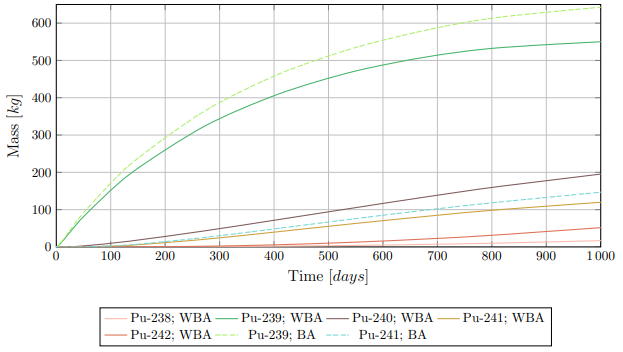 600
500
400
300
200
100
0
Mass [kg]
0 100 200 300 400 500 600 700 800 900 1 000
Time [days]
Pu-238; WBA Pu-239; WBA Pu-240; WBA Pu-241; WBA
Pu-242; WBA Pu-239; BA Pu-241; BA